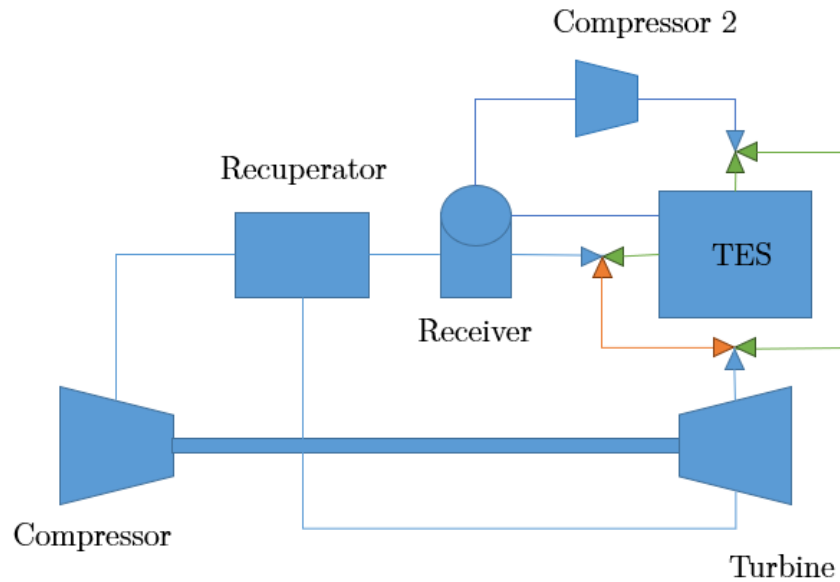 Compressor 2
Recuperator
TES
Receiver
Compressor
Turbine